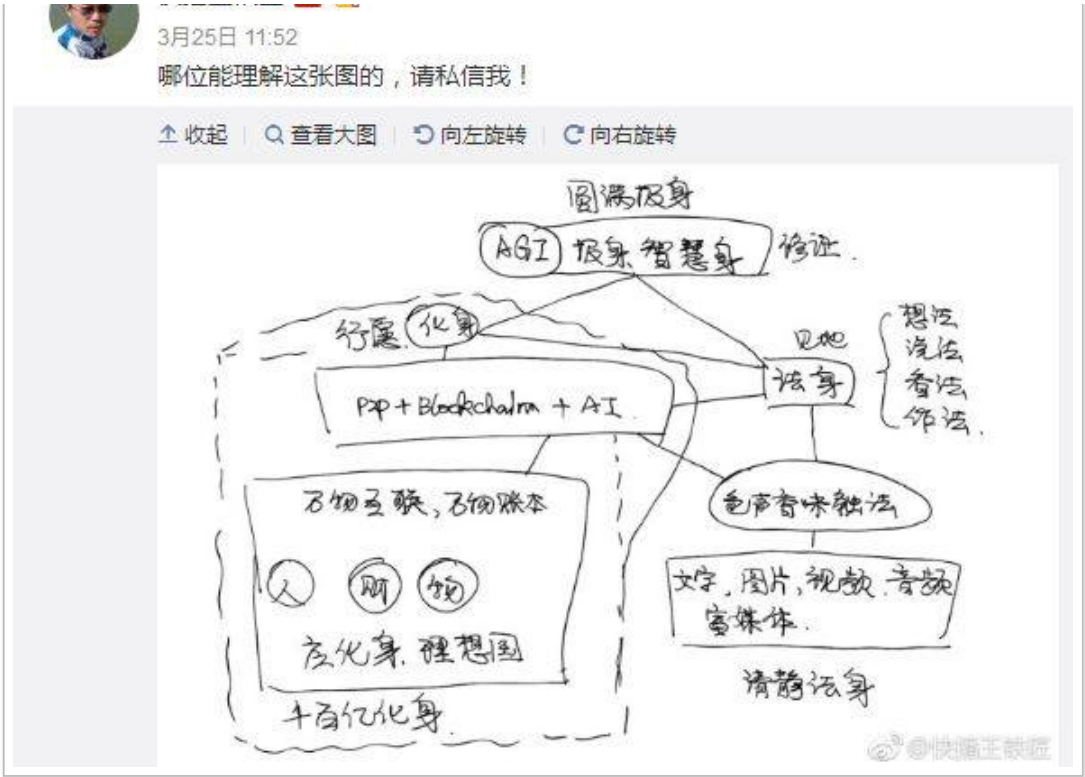 3月25日 11:52
哪位能理解这张图的，请私信我！
收起 查看大图 向左旋转 向右旋转
圆满报身
AGI 报身、智慧身 修证.
行愿、化身
见地
法身
想法
说法
看法
作法.
P2p + Blockchain + AI.
万物互联，万物账本
人 财 物
应化身、理想国
千百亿化身.
色声香味触法
文字，图片，视频、音频
富媒体.
清静法身
@快播王铁匠